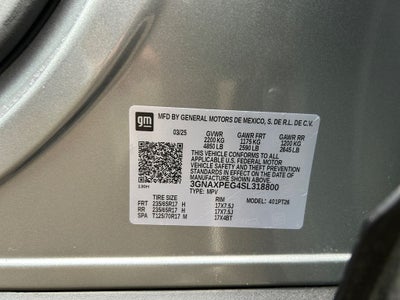 gm
MFD BY GENERAL MOTORS DE MEXICO, S. DE R.L. DE C.V.
03/25 GVWR GAWR FRT GAWR RR
2200 KG 1175 KG 1200 KG
4850 LB 2590 LB 2645 LB
THIS VEHICLE CONFORMS TO ALL
APPLICABLE U.S. FEDERAL MOTOR
VEHICLE SAFETY AND THEFT
PREVENTION STANDARDS IN EFFECT
ON THE DATE OF MANUFACTURE
SHOWN ABOVE.
3GNAXPEG4SL318800
TYPE: MPV
TIRE SIZE RIM MODEL: 401PT26
FRT 235/65R17 H 17X7.5J
RR 235/65R17 H 17X7.5J
SPA T125/70R17 M 17X4BT